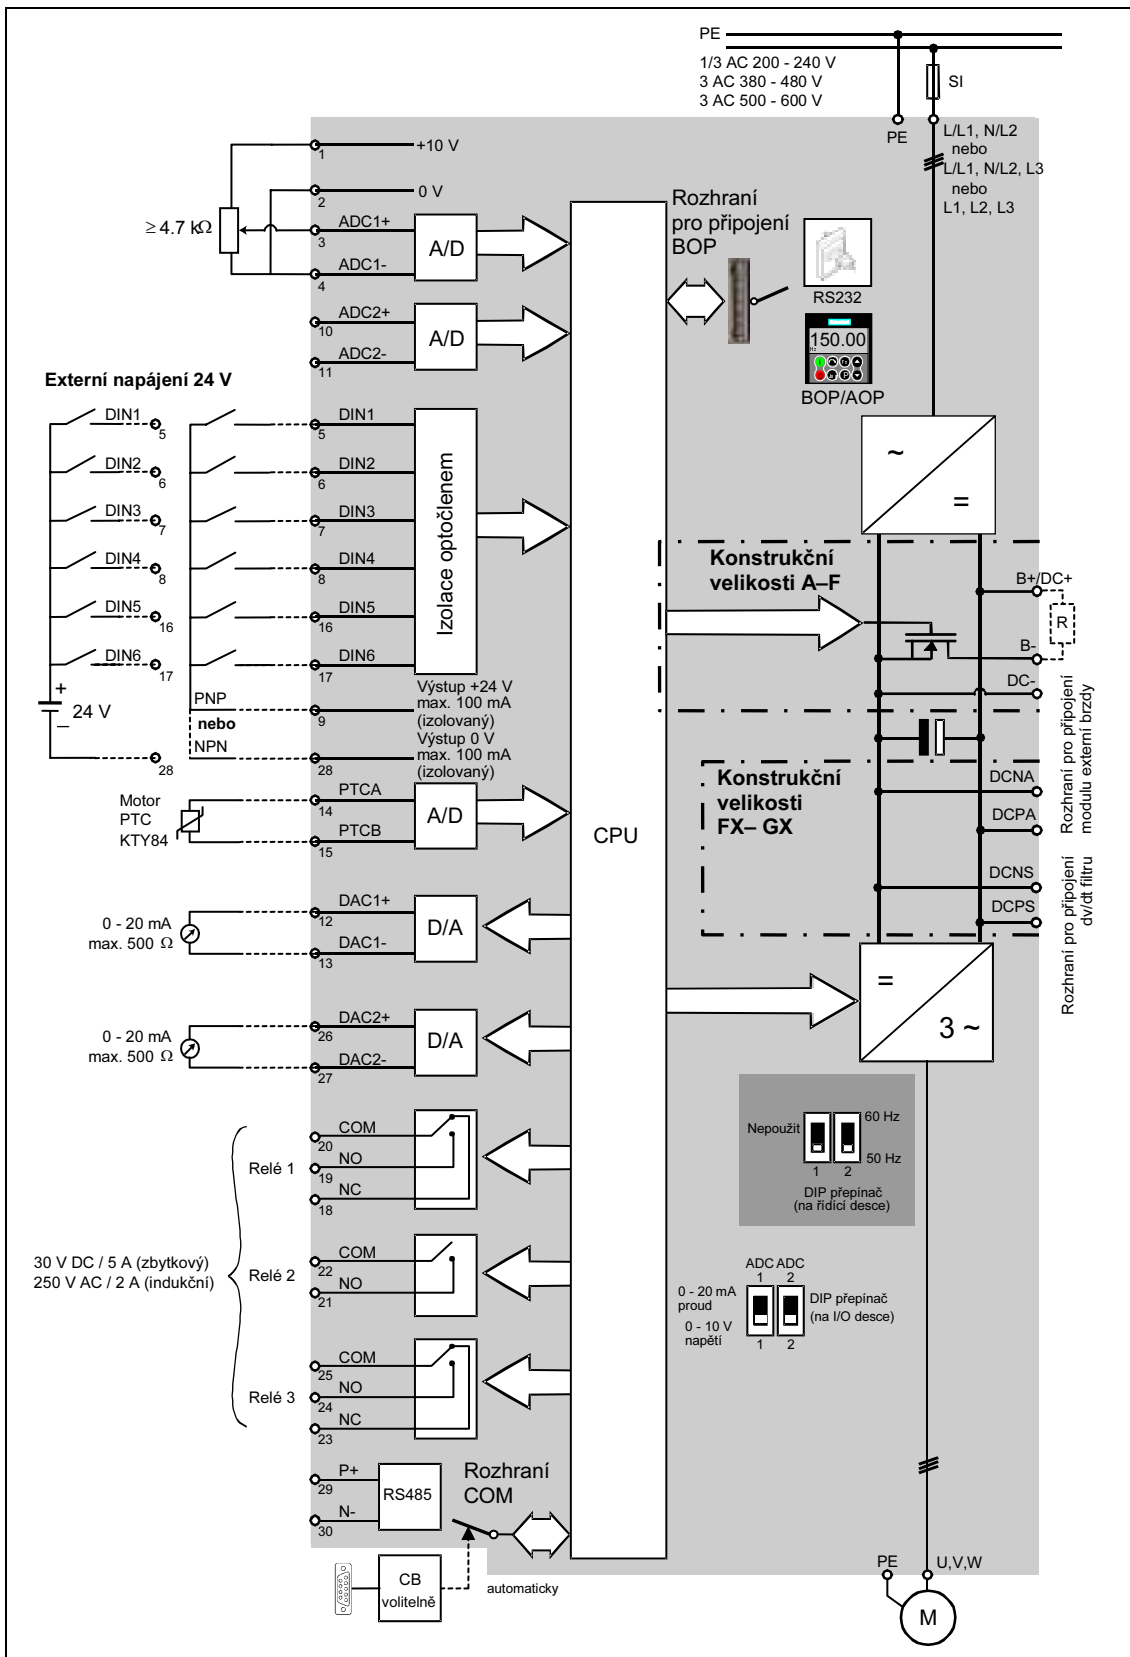 PE
1/3 AC 200 - 240 V
3 AC 380 - 480 V
3 AC 500 - 600 V
SI
PE
L/L1, N/L2
nebo
L/L1, N/L2, L3
nebo
L1, L2, L3
1
+10 V
2
0 V
≥ 4.7 kΩ
ADC1+
3
ADC1-
4
A/D
ADC2+
10
ADC2-
11
A/D
Rozhraní
pro připojení
BOP
RS232
150.00
Hz
BOP/AOP
Externí napájení 24 V
DIN1
5
DIN2
6
DIN3
7
DIN4
8
DIN5
16
DIN6
17
+
24 V
_
28
DIN1
5
DIN2
6
DIN3
7
DIN4
8
DIN5
16
DIN6
17
Izolace optočlenem
PNP
nebo
NPN
9
Výstup +24 V
max. 100 mA
(izolovaný)
28
Výstup 0 V
max. 100 mA
(izolovaný)
~
=
Konstrukční
velikosti A–F
B+/DC+
R
B-
DC-
Konstrukční
velikosti
FX– GX
DCNA
DCPA
DCNS
DCPS
Rozhraní pro připojení
modulu externí brzdy
Rozhraní pro připojení
dv/dt filtru
Motor
PTC
KTY84
PTCA
14
PTCB
15
A/D
CPU
0 - 20 mA
max. 500 Ω
DAC1+
12
DAC1-
13
D/A
0 - 20 mA
max. 500 Ω
DAC2+
26
DAC2-
27
D/A
=
3 ~
Nepoužit
60 Hz
50 Hz
1 2
DIP přepínač
(na řídící desce)
Relé 1
COM
20
NO
19
NC
18
30 V DC / 5 A (zbytkový)
250 V AC / 2 A (indukční)
Relé 2
COM
22
NO
21
Relé 3
COM
25
NO
24
NC
23
ADC ADC
1 2
0 - 20 mA
proud
0 - 10 V
napětí
1 2
DIP přepínač
(na I/O desce)
P+
29
N-
30
RS485
Rozhraní
COM
CB
volitelně
automaticky
PE
U,V,W
M